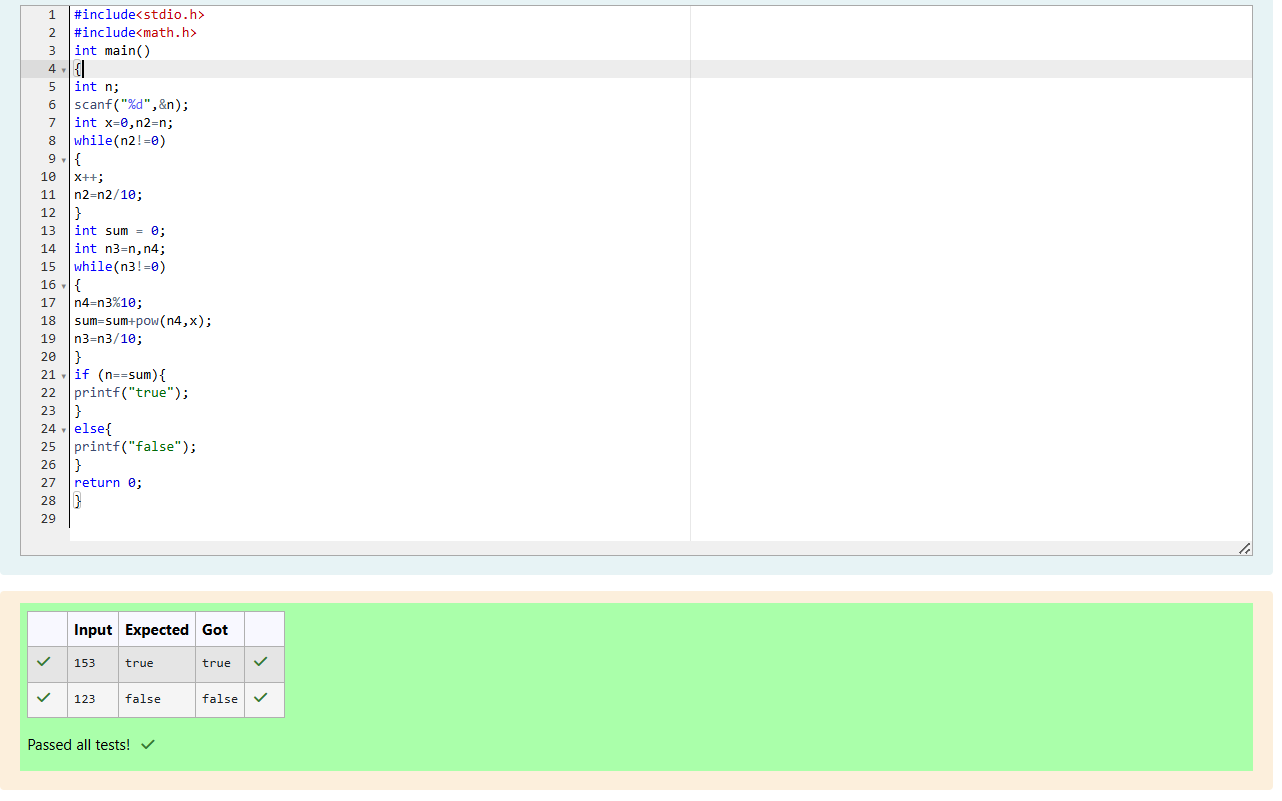 1 #include<stdio.h>
2 #include<math.h>
3 int main()
4 {
5 int n;
6 scanf("%d",&n);
7 int x=0,n2=n;
8 while(n2!=0)
9 {
10 x++;
11 n2=n2/10;
12 }
13 int sum = 0;
14 int n3=n,n4;
15 while(n3!=0)
16 {
17 n4=n3%10;
18 sum=sum+pow(n4,x);
19 n3=n3/10;
20 }
21 if (n==sum){
22 printf("true");
23 }
24 else{
25 printf("false");
26 }
27 return 0;
28 }
29
Input Expected Got
153 true true
123 false false
Passed all tests!